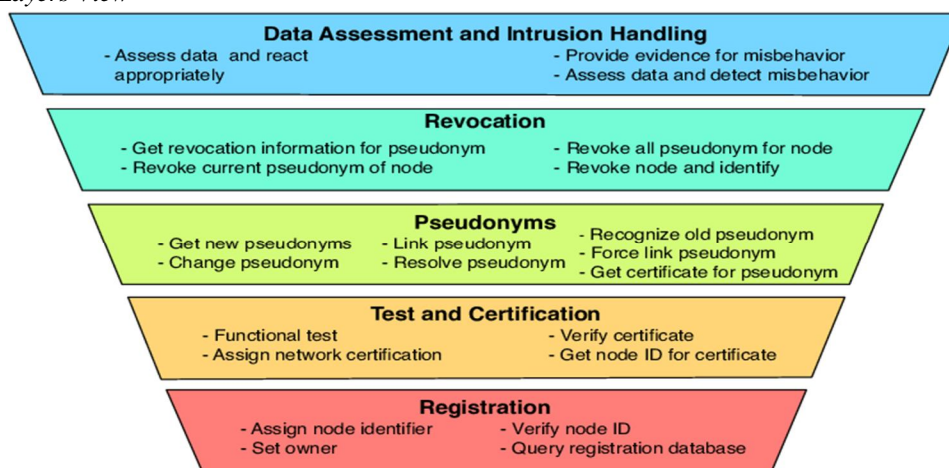 Layers View
Data Assessment and Intrusion Handling
- Assess data and react
appropriately
- Provide evidence for misbehavior
- Assess data and detect misbehavior
Revocation
- Get revocation information for pseudonym
- Revoke current pseudonym of node
- Revoke all pseudonym for node
- Revoke node and identify
Pseudonyms
- Get new pseudonyms
- Change pseudonym
- Link pseudonym
- Resolve pseudonym
- Recognize old pseudonym
- Force link pseudonym
- Get certificate for pseudonym
Test and Certification
- Functional test
- Assign network certification
- Verify certificate
- Get node ID for certificate
Registration
- Assign node identifier
- Set owner
- Verify node ID
- Query registration database